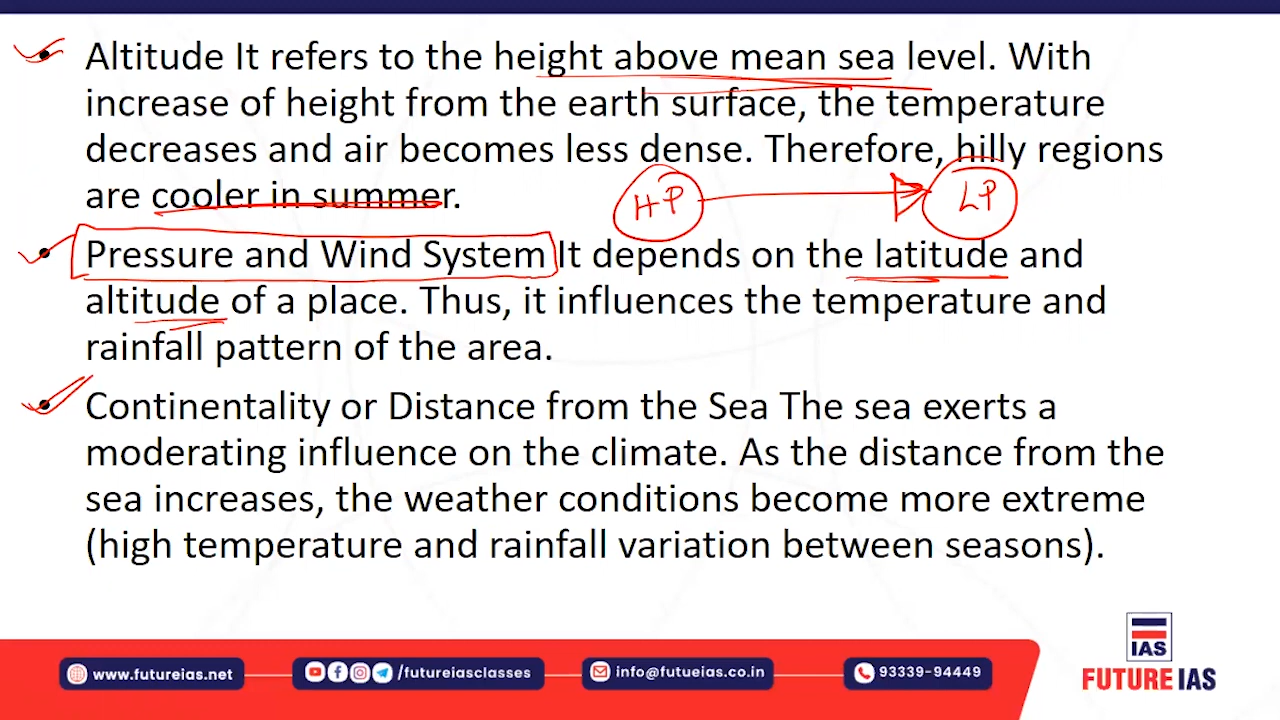 • Altitude It refers to the height above mean sea level. With
increase of height from the earth surface, the temperature
decreases and air becomes less dense. Therefore, hilly regions
are cooler in summer.
HP LP
• Pressure and Wind System It depends on the latitude and
altitude of a place. Thus, it influences the temperature and
rainfall pattern of the area.
• Continentality or Distance from the Sea The sea exerts a
moderating influence on the climate. As the distance from the
sea increases, the weather conditions become more extreme
(high temperature and rainfall variation between seasons).
IAS
FUTURE IAS
www.futureias.net
/futureiasclasses
info@futueias.co.in
93339-94449